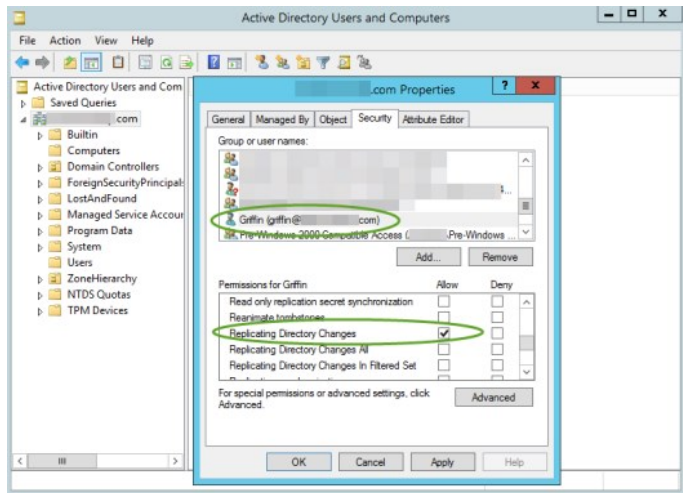 Active Directory Users and Computers
File Action View Help
Active Directory Users and Com
Saved Queries
.com
Builtin
Computers
Domain Controllers
ForeignSecurityPrincipals
LostAndFound
Managed Service Accour
Program Data
System
Users
ZoneHierarchy
NTDS Quotas
TPM Devices
.com Properties
General Managed By Object Security Attribute Editor
Group or user names:
Griffin (griffin@ com)
Pre-Windows 2000 Compatible Access ( .Pre-Windows ...
Add... Remove
Permissions for Griffin Allow Deny
Read only replication secret synchronization
Reanimate tombstones
Replicating Directory Changes
Replicating Directory Changes All
Replicating Directory Changes In Filtered Set
For special permissions or advanced settings, click
Advanced.
Advanced
OK Cancel Apply Help